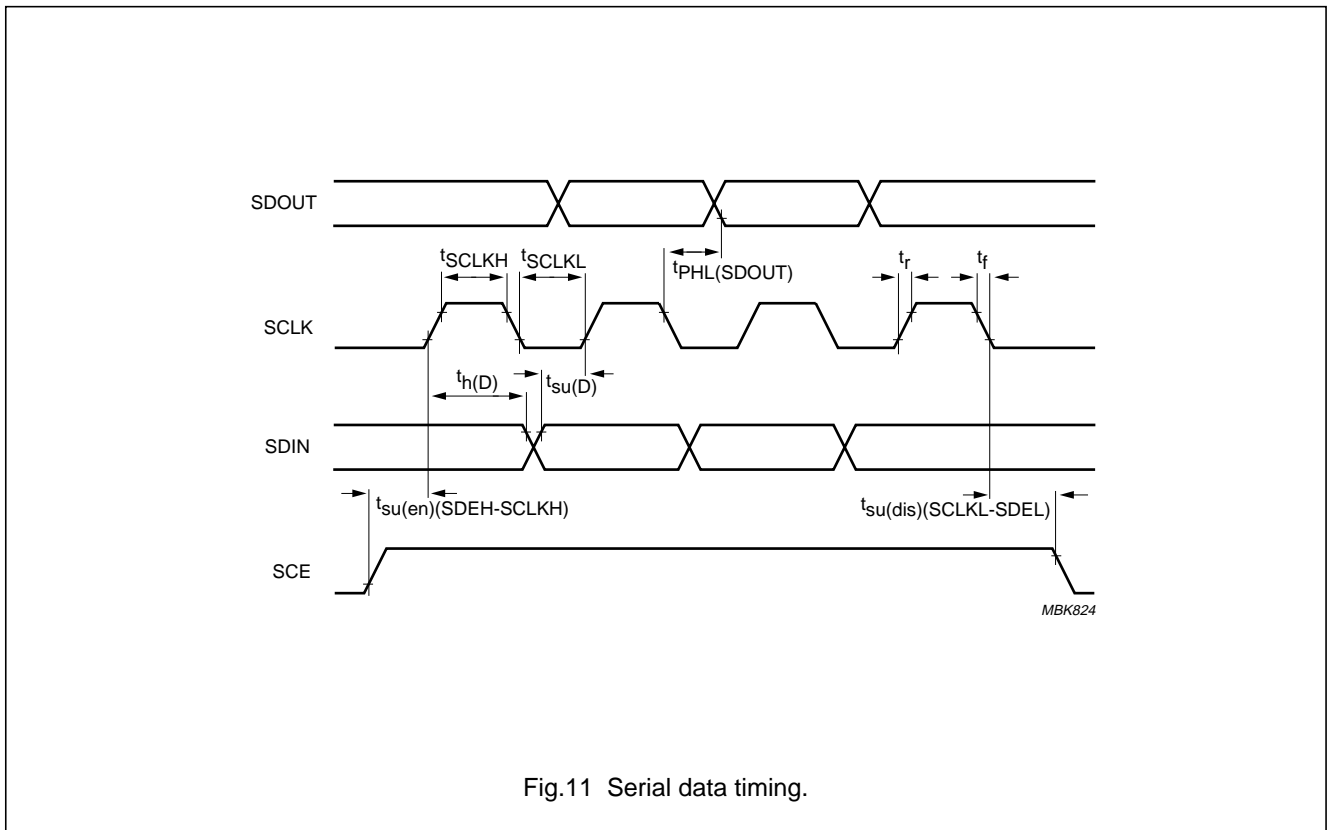 SDOUT
tSCLKH
tSCLKL
tPHL(SDOUT)
tr
tf
SCLK
th(D)
tsu(D)
SDIN
tsu(en)(SDEH-SCLKH)
tsu(dis)(SCLKL-SDEL)
SCE
MBK824
Fig.11 Serial data timing.